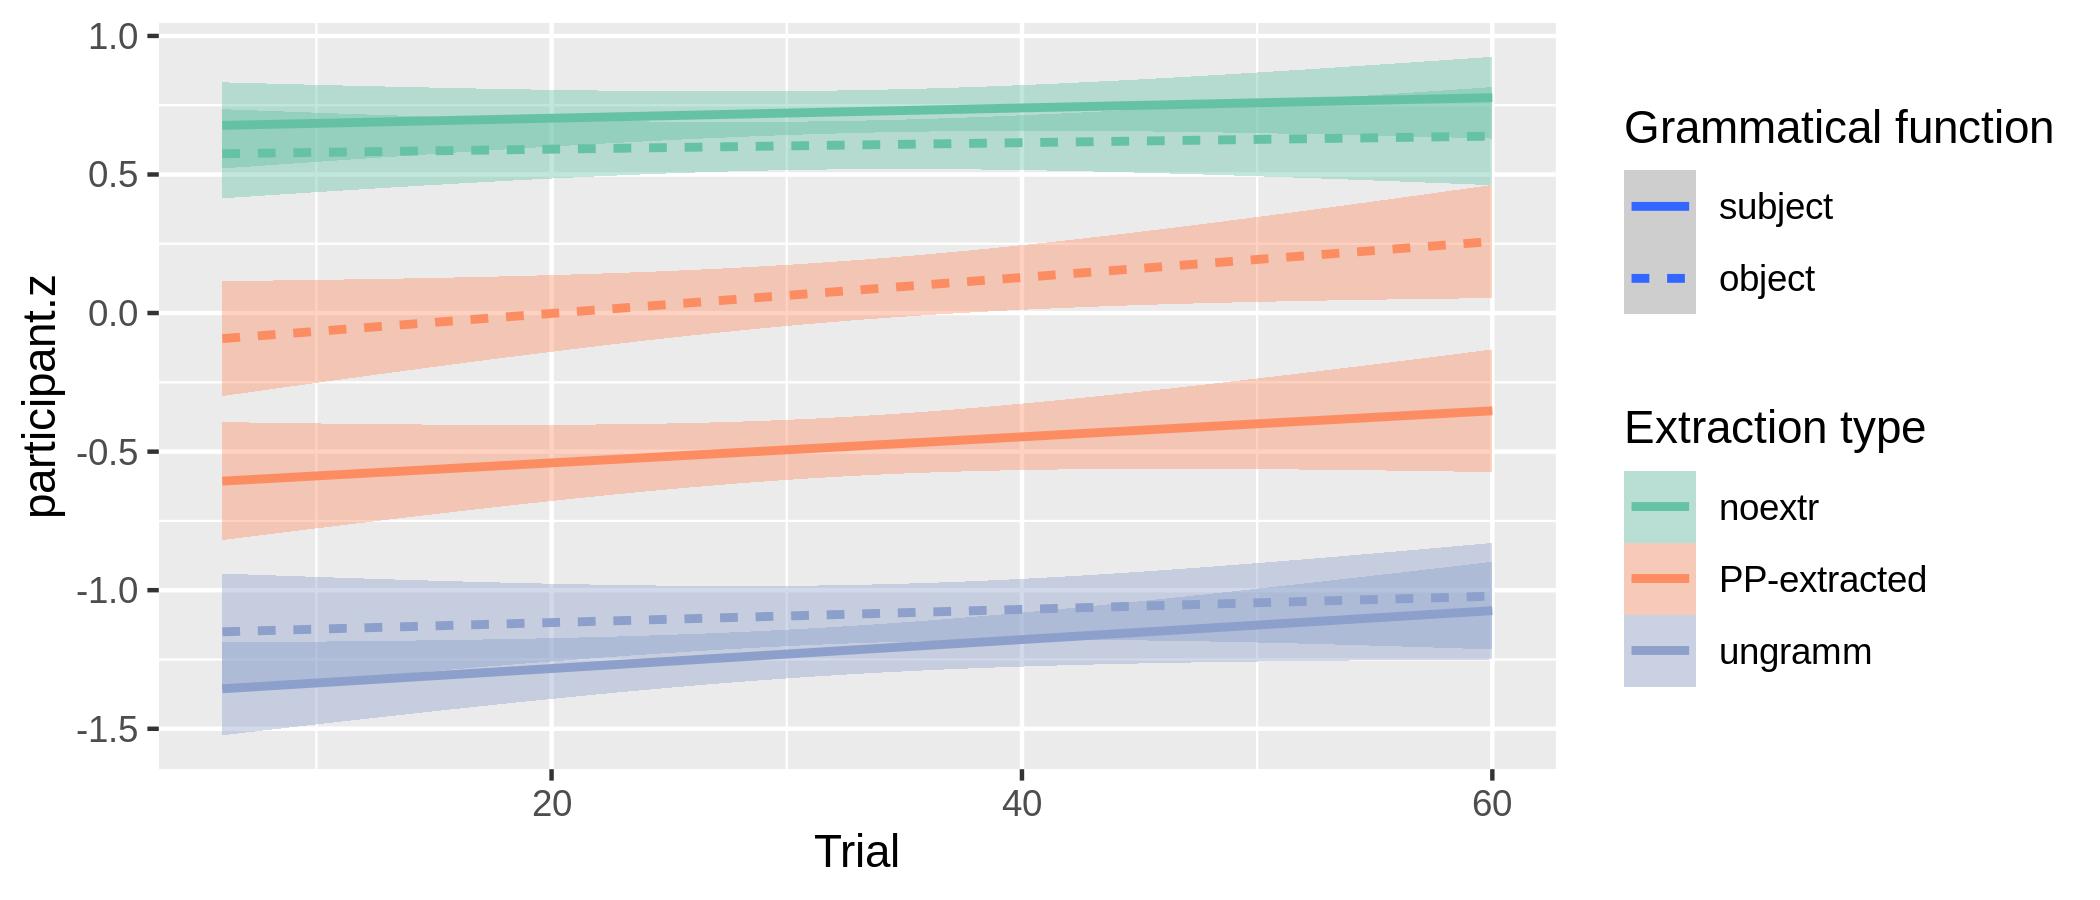 1.0
0.5
0.0
-0.5
-1.0
-1.5
participant.z
20 40 60
Trial
Grammatical function
subject
object
Extraction type
noextr
PP-extracted
ungramm